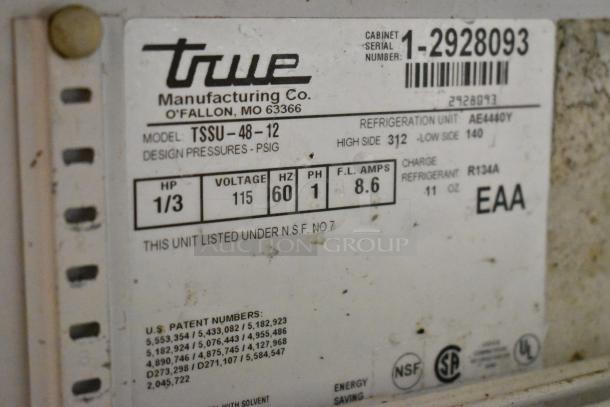 true
Manufacturing Co.
O'FALLON, MO 63366
CABINET
SERIAL
NUMBER: 1-2928093
2928093
MODEL: TSSU-48-12
REFRIGERATION UNIT: AE4440Y
DESIGN PRESSURES - PSIG
HIGH SIDE 312 -LOW SIDE 140
HP 1/3
VOLTAGE 115
HZ 60
PH 1
F.L. AMPS 8.6
CHARGE
REFRIGERANT R134A
11 OZ
EAA
THIS UNIT LISTED UNDER N.S.F. NO 7
AUCTION GROUP
U.S. PATENT NUMBERS:
5,553,354 / 5,433,082 / 5,182,923
5,182,924 / 5,076,443 / 4,955,486
4,890,746 / 4,875,745 / 4,127,968
D273,298 / D271,107 / 5,584,547
2,045,722
ENERGY
SAVING
WITH SOLVENT
NSF
SA
UL